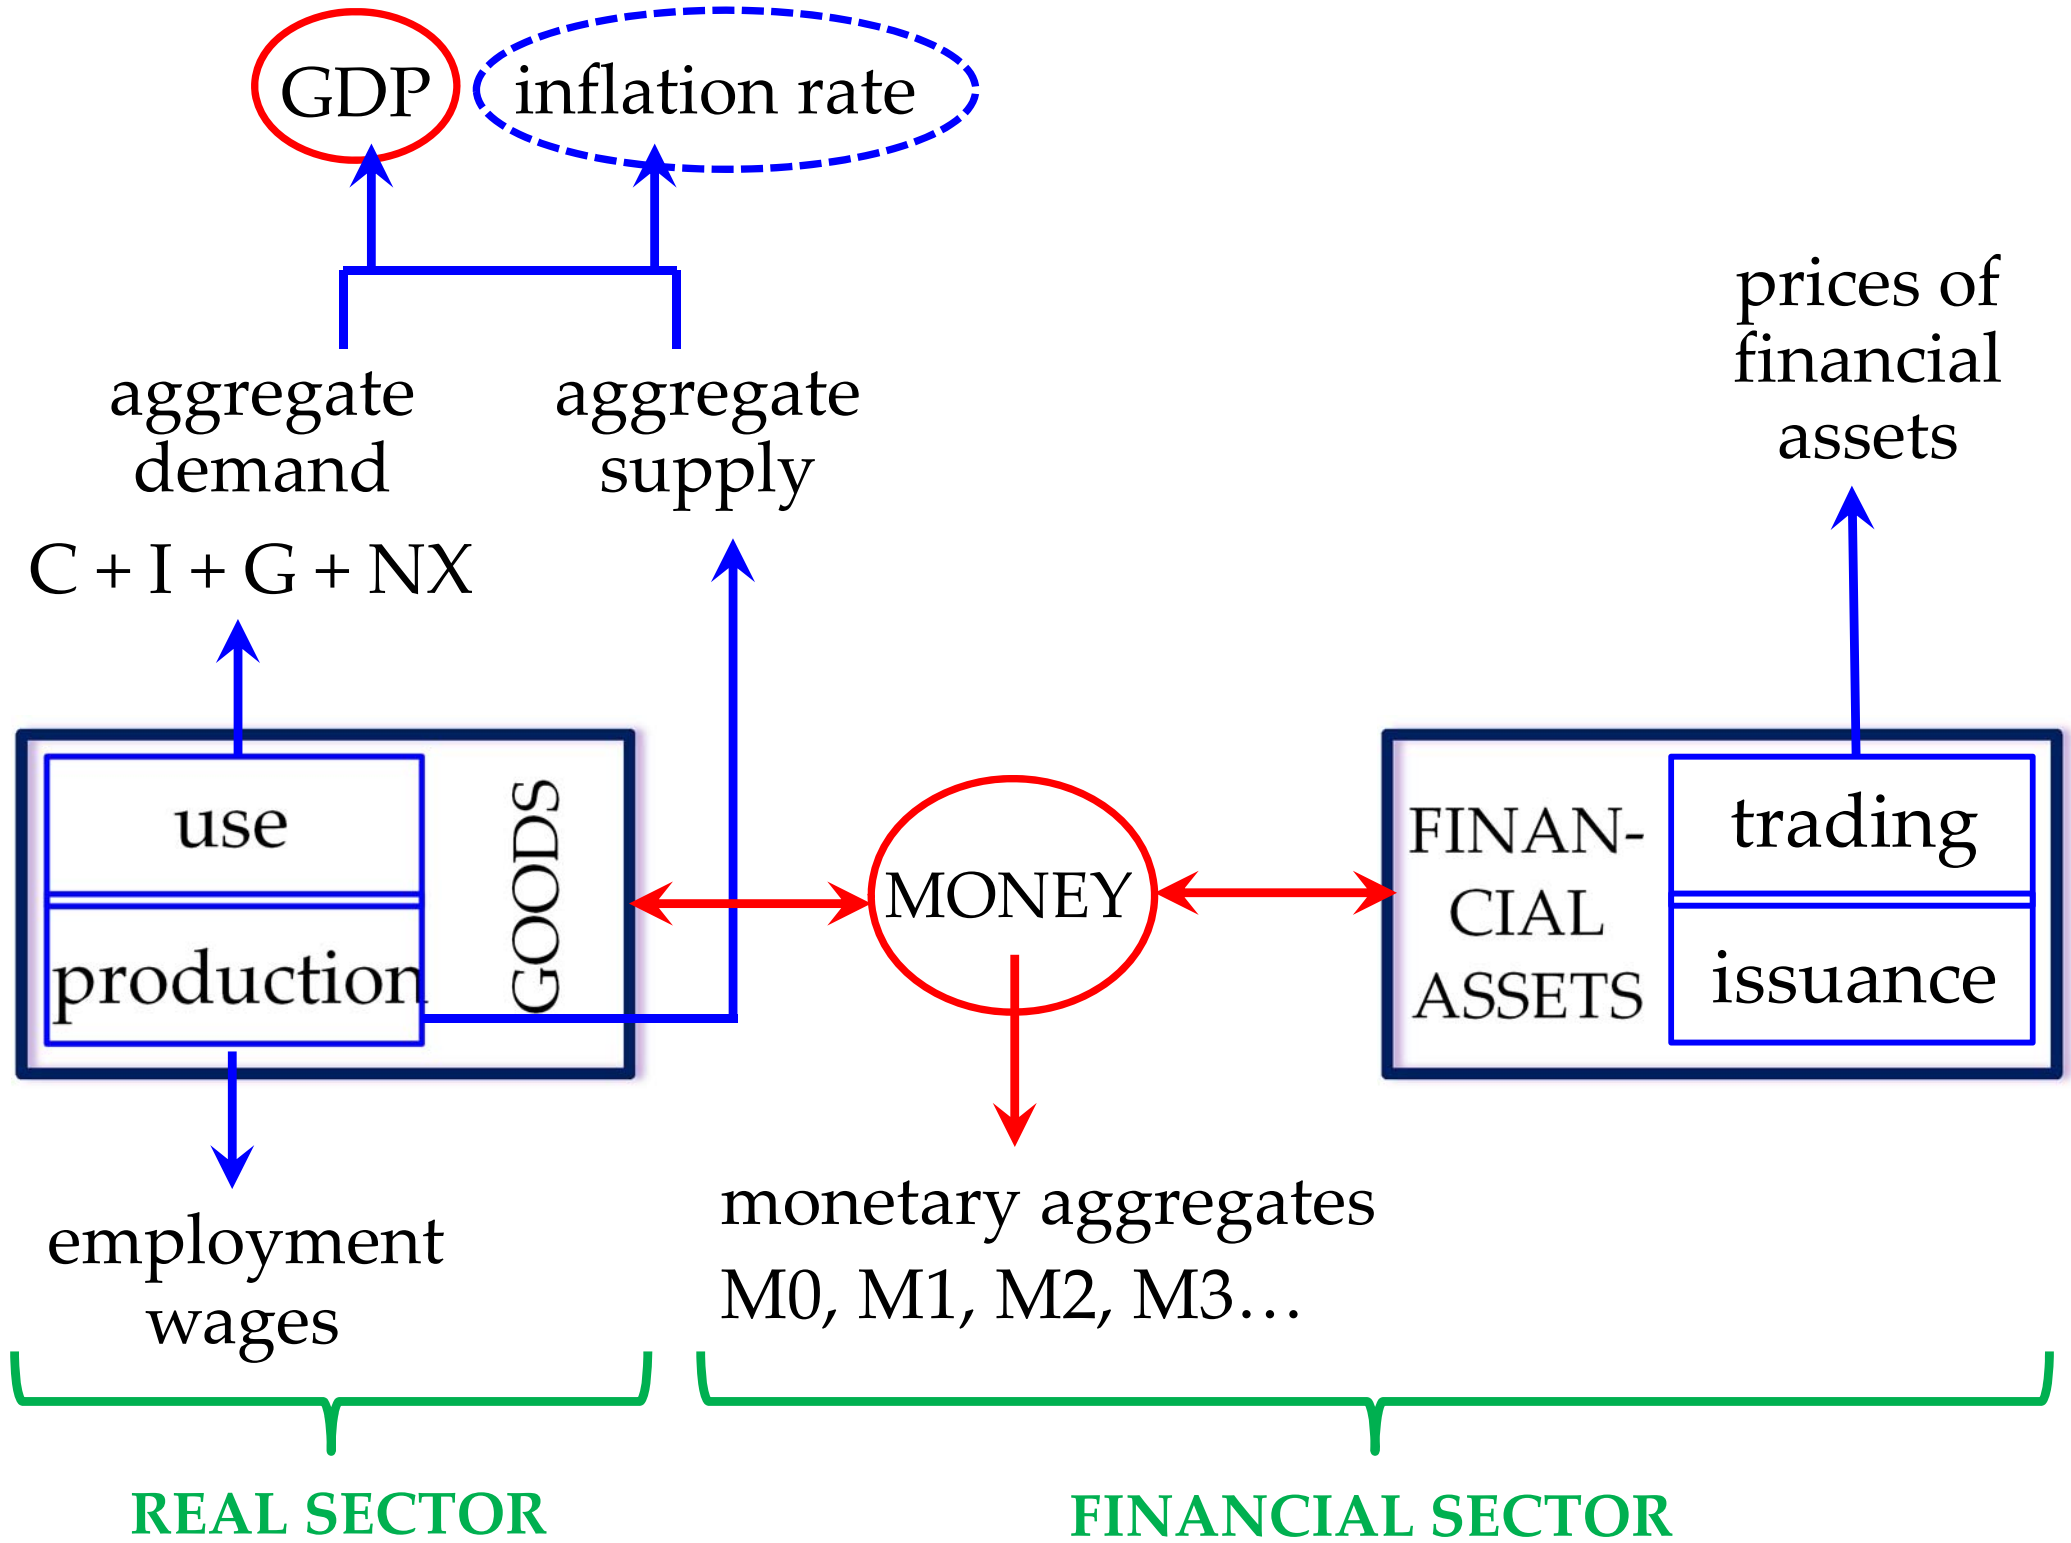 GDP
inflation rate
prices of
financial
assets
aggregate
demand
C + I + G + NX
aggregate
supply
use
production
GOODS
MONEY
FINAN-
CIAL
ASSETS
trading
issuance
employment
wages
monetary aggregates
M0, M1, M2, M3…
REAL SECTOR
FINANCIAL SECTOR